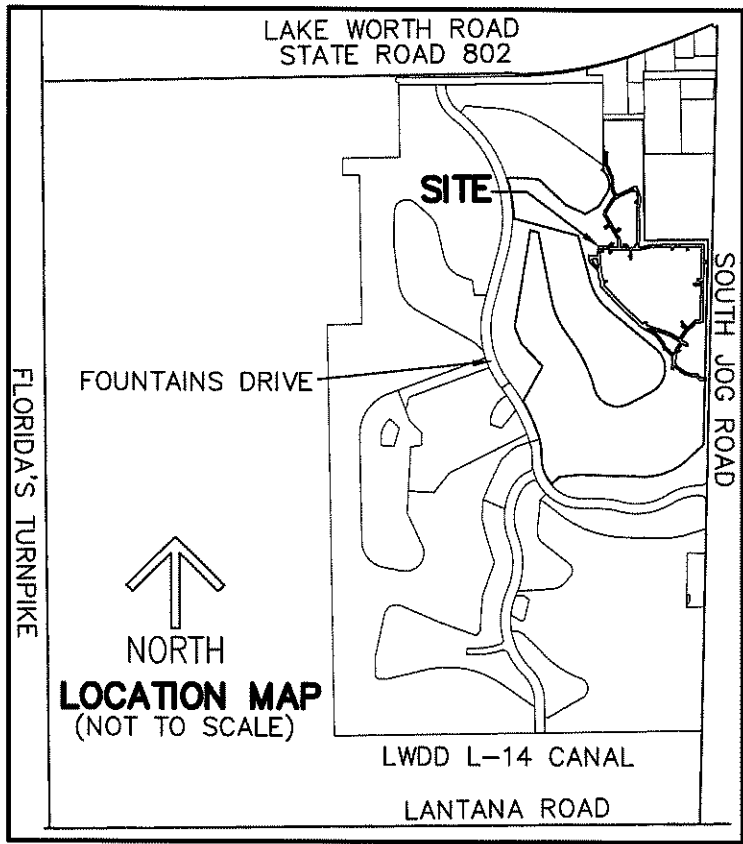 LAKE WORTH ROAD
STATE ROAD 802
SITE
SOUTH JOG ROAD
FOUNTAINS DRIVE
FLORIDA'S TURNPIKE
NORTH
LOCATION MAP
(NOT TO SCALE)
LWDD L-14 CANAL
LANTANA ROAD